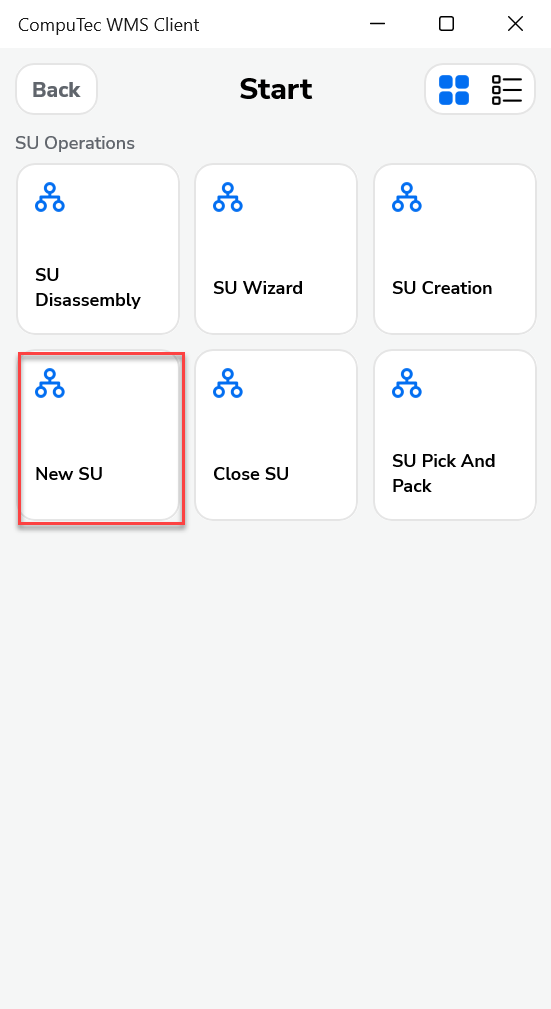 CompuTec WMS Client
Back
Start
SU Operations
SU
Disassembly
SU Wizard
SU Creation
New SU
Close SU
SU Pick And
Pack